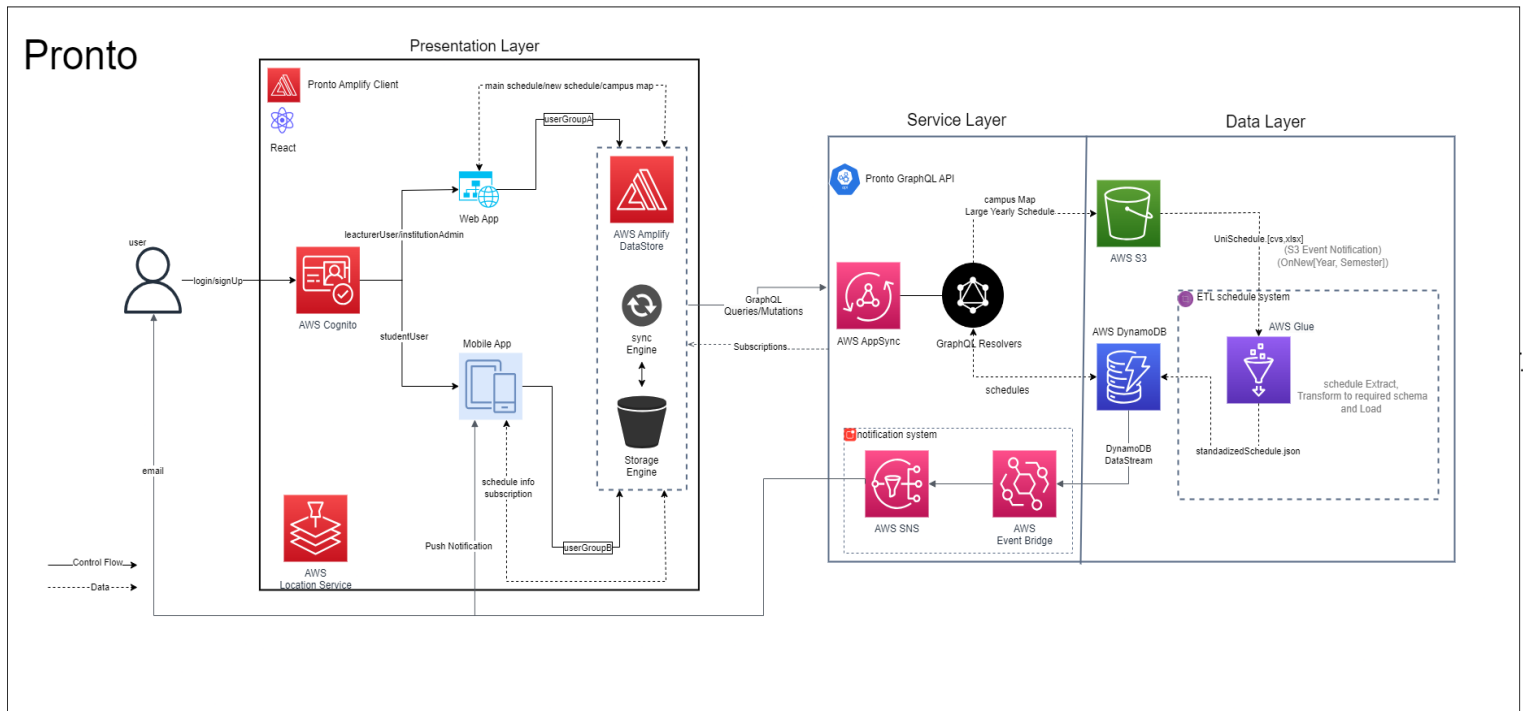 Pronto
Presentation Layer
Pronto Amplify Client
React
main schedule/new schedule/campus map
userGroupA
Web App
AWS Amplify
DataStore
leacturerUser/institutionAdmin
user
login/signUp
AWS Cognito
studentUser
Mobile App
sync
Engine
Storage
Engine
schedule info
subscription
email
Push Notification
userGroupB
AWS
Location Service
Control Flow
Data
GraphQL
Queries/Mutations
Subscriptions
Service Layer
Data Layer
Pronto GraphQL API
campus Map
Large Yearly Schedule
AWS S3
UniSchedule [cvs,xlsx]
(S3 Event Notification)
(OnNew[Year, Semester])
ETL schedule system
AWS AppSync
GraphQL Resolvers
AWS DynamoDB
AWS Glue
schedules
schedule Extract,
Transform to required schema
and Load
notification system
DynamoDB
DataStream
standadizedSchedule.json
AWS SNS
AWS
Event Bridge